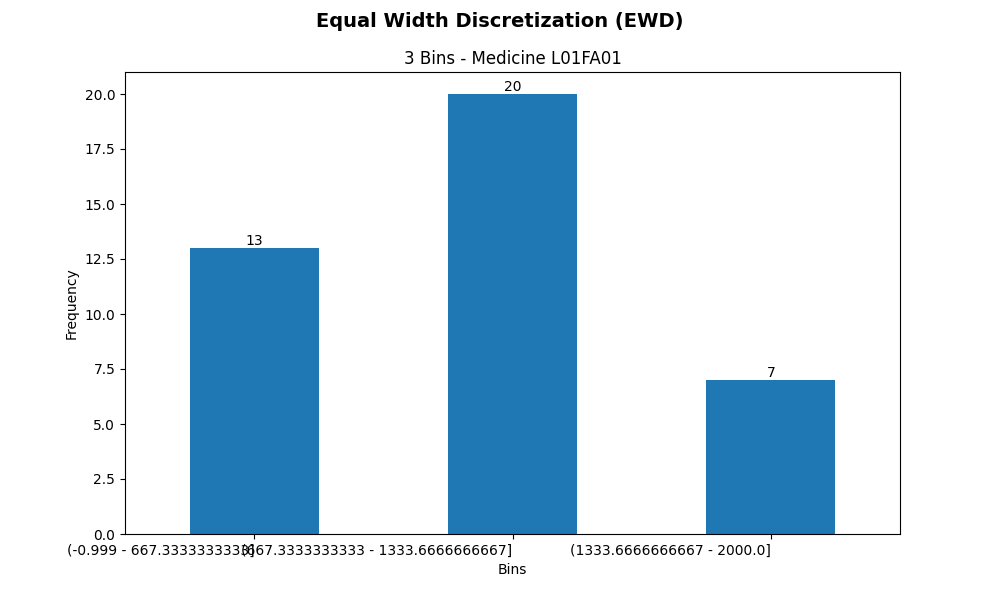 Equal Width Discretization (EWD)
3 Bins - Medicine L01FA01
20.0
17.5
15.0
12.5
10.0
7.5
5.0
2.5
0.0
Frequency
13
20
7
(-0.999 - 667.3333333333]
(667.3333333333 - 1333.6666666667]
(1333.6666666667 - 2000.0]
Bins